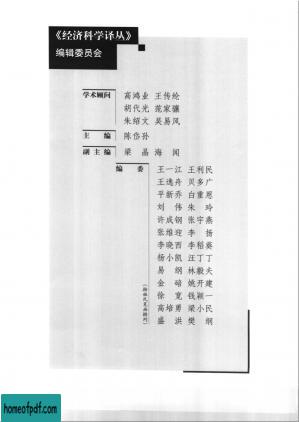 《经济科学译丛》
编辑委员会
学术顾问 高鸿业 王传纶
胡代光 范家骧
朱绍文 吴易风
主编 陈岱孙
副主编 梁晶 海闻
编委
王一江 王利民
王逸舟 贝多广
平新乔 白重恩
刘伟 朱玲
许成钢 张宇燕
张维迎 李扬
李晓西 李稻葵
杨小凯 汪丁丁
易纲 林毅夫
金碚 姚开建
徐宽 钱颖一
高培勇 梁小民
盛洪 樊纲
(按姓氏笔画排列)
homeofpdf.com